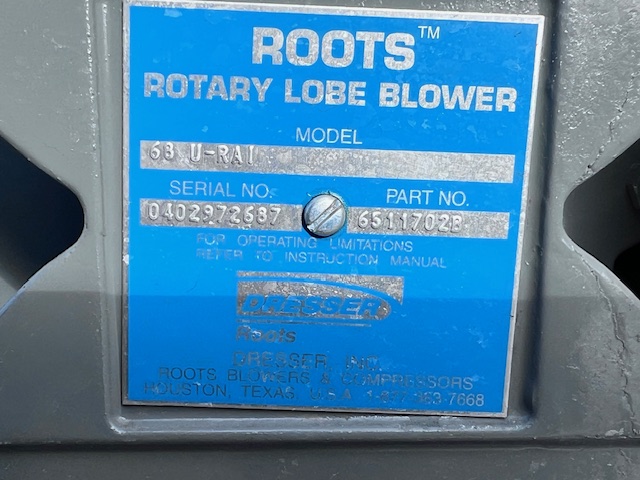 ROOTS™
ROTARY LOBE BLOWER
MODEL
68 U-RAI
SERIAL NO. PART NO.
0402972687 6511702B
FOR OPERATING LIMITATIONS
REFER TO INSTRUCTION MANUAL
DRESSER
Roots
DRESSER, INC.
ROOTS BLOWERS & COMPRESSORS
HOUSTON, TEXAS, U.S.A.